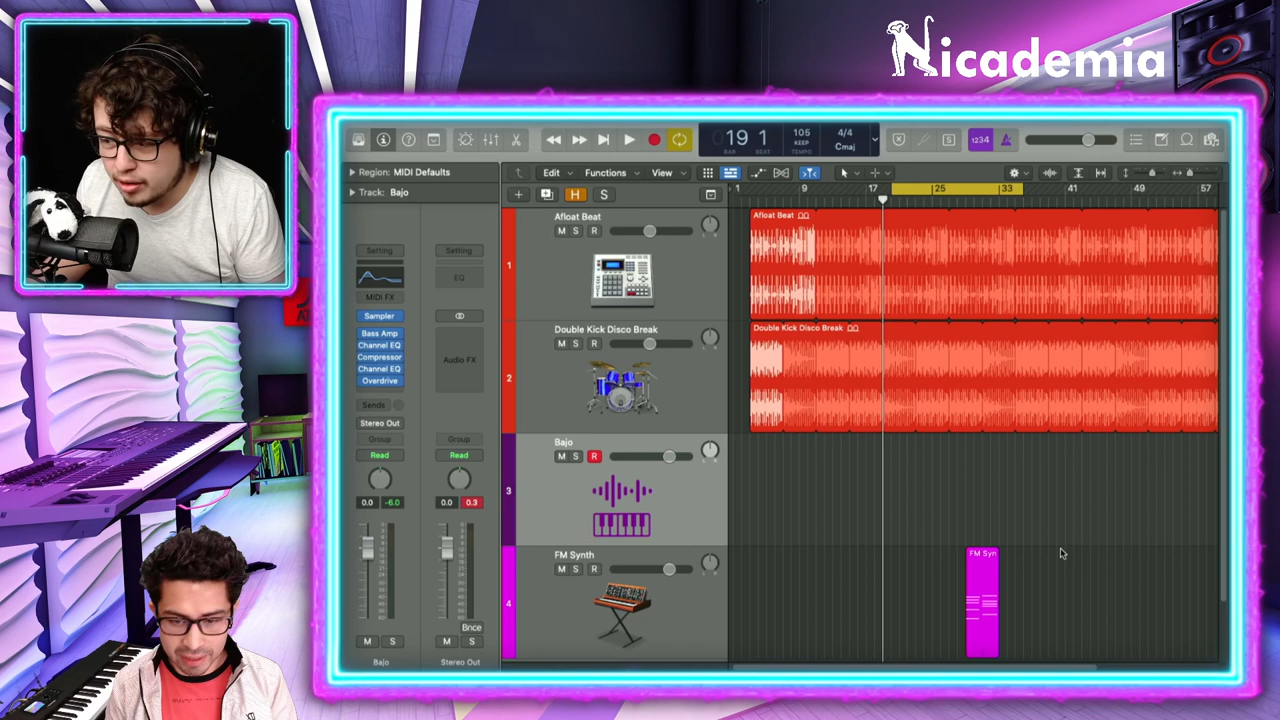 Nicademia
19 1
BAR BEAT
105
KEEP
TEMPO
4/4
Cmaj
S
1234
Region: MIDI Defaults
Track: Bajo
Edit
Functions
View
H
S
1
9
17
25
33
41
49
57
Setting
Setting
EQ
MIDI FX
Sampler
Bass Amp
Channel EQ
Compressor
Channel EQ
Overdrive
Audio FX
Sends
Stereo Out
Group
Group
Read
Read
0.0
-6.0
0.0
0.3
Bnce
M
S
M
S
Bajo
Stereo Out
1
Afloat Beat
M S R
Afloat Beat
2
Double Kick Disco Break
M S R
Double Kick Disco Break
3
Bajo
M S R
4
FM Synth
M S R
FM Syn